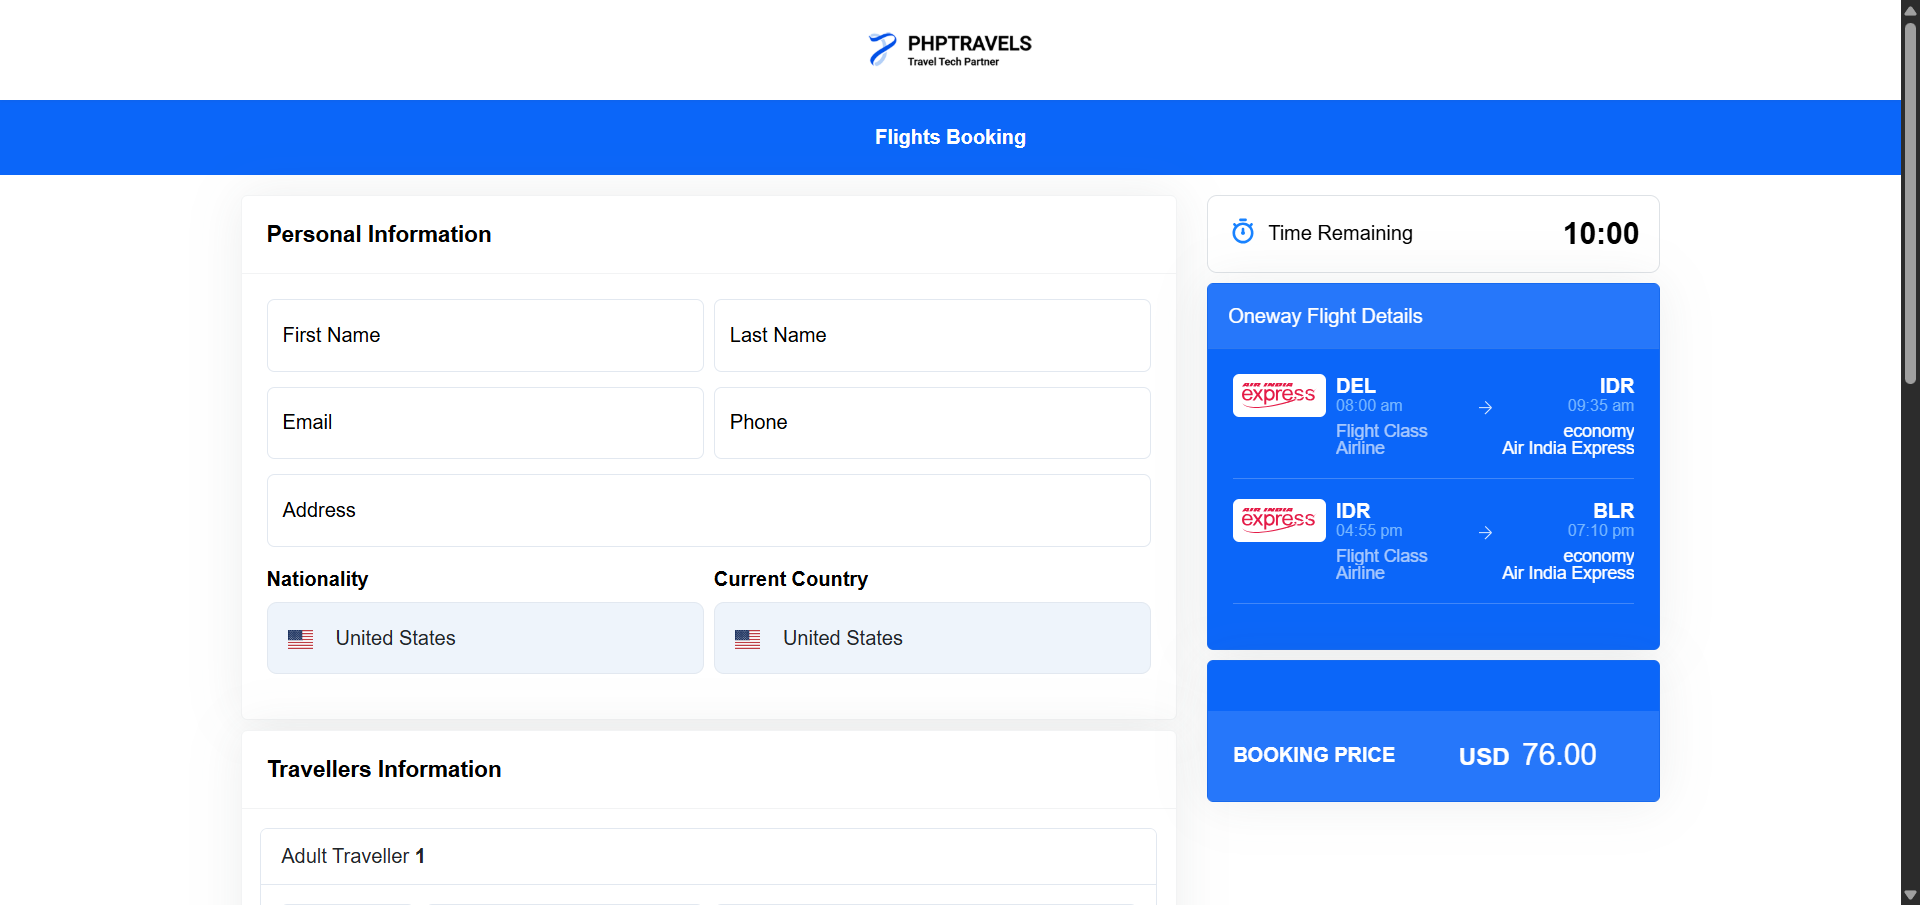 PHPTRAVELS
Travel Tech Partner
Flights Booking
Personal Information
First Name
Last Name
Email
Phone
Address
Nationality
Current Country
United States
United States
Travellers Information
Adult Traveller 1
Time Remaining
10:00
Oneway Flight Details
AIR INDIA
express
DEL
IDR
08:00 am
09:35 am
Flight Class
economy
Airline
Air India Express
AIR INDIA
express
IDR
BLR
04:55 pm
07:10 pm
Flight Class
economy
Airline
Air India Express
BOOKING PRICE
USD 76.00